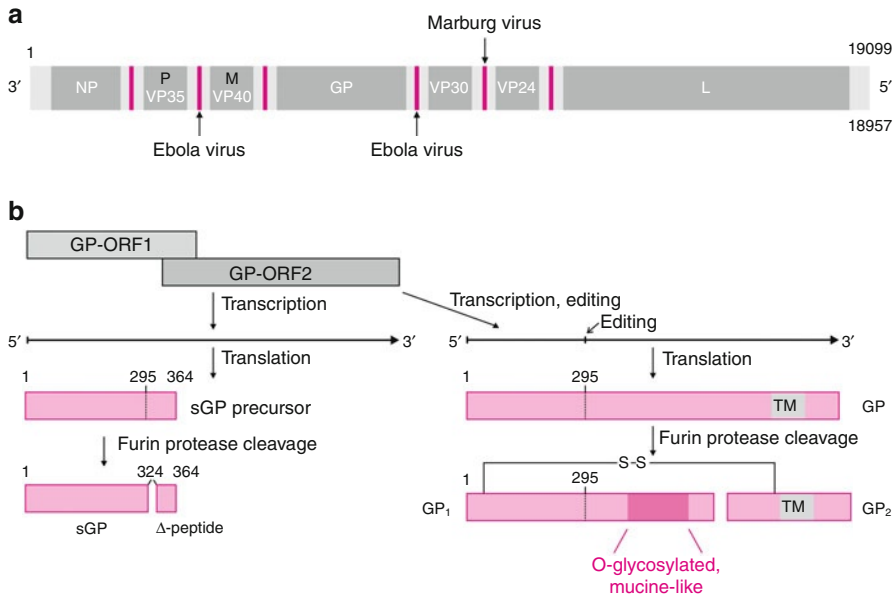 a
1
Marburg virus
19099
3′
NP
P
VP35
M
VP40
GP
VP30
VP24
L
5′
18957
Ebola virus
Ebola virus
b
GP-ORF1
GP-ORF2
Transcription
Transcription, editing
Editing
5′
3′
5′
3′
Translation
Translation
1
295
364
sGP precursor
1
295
TM
GP
Furin protease cleavage
Furin protease cleavage
1
324
364
sGP
Δ-peptide
S-S
1
295
GP₁
TM
GP₂
O-glycosylated,
mucine-like